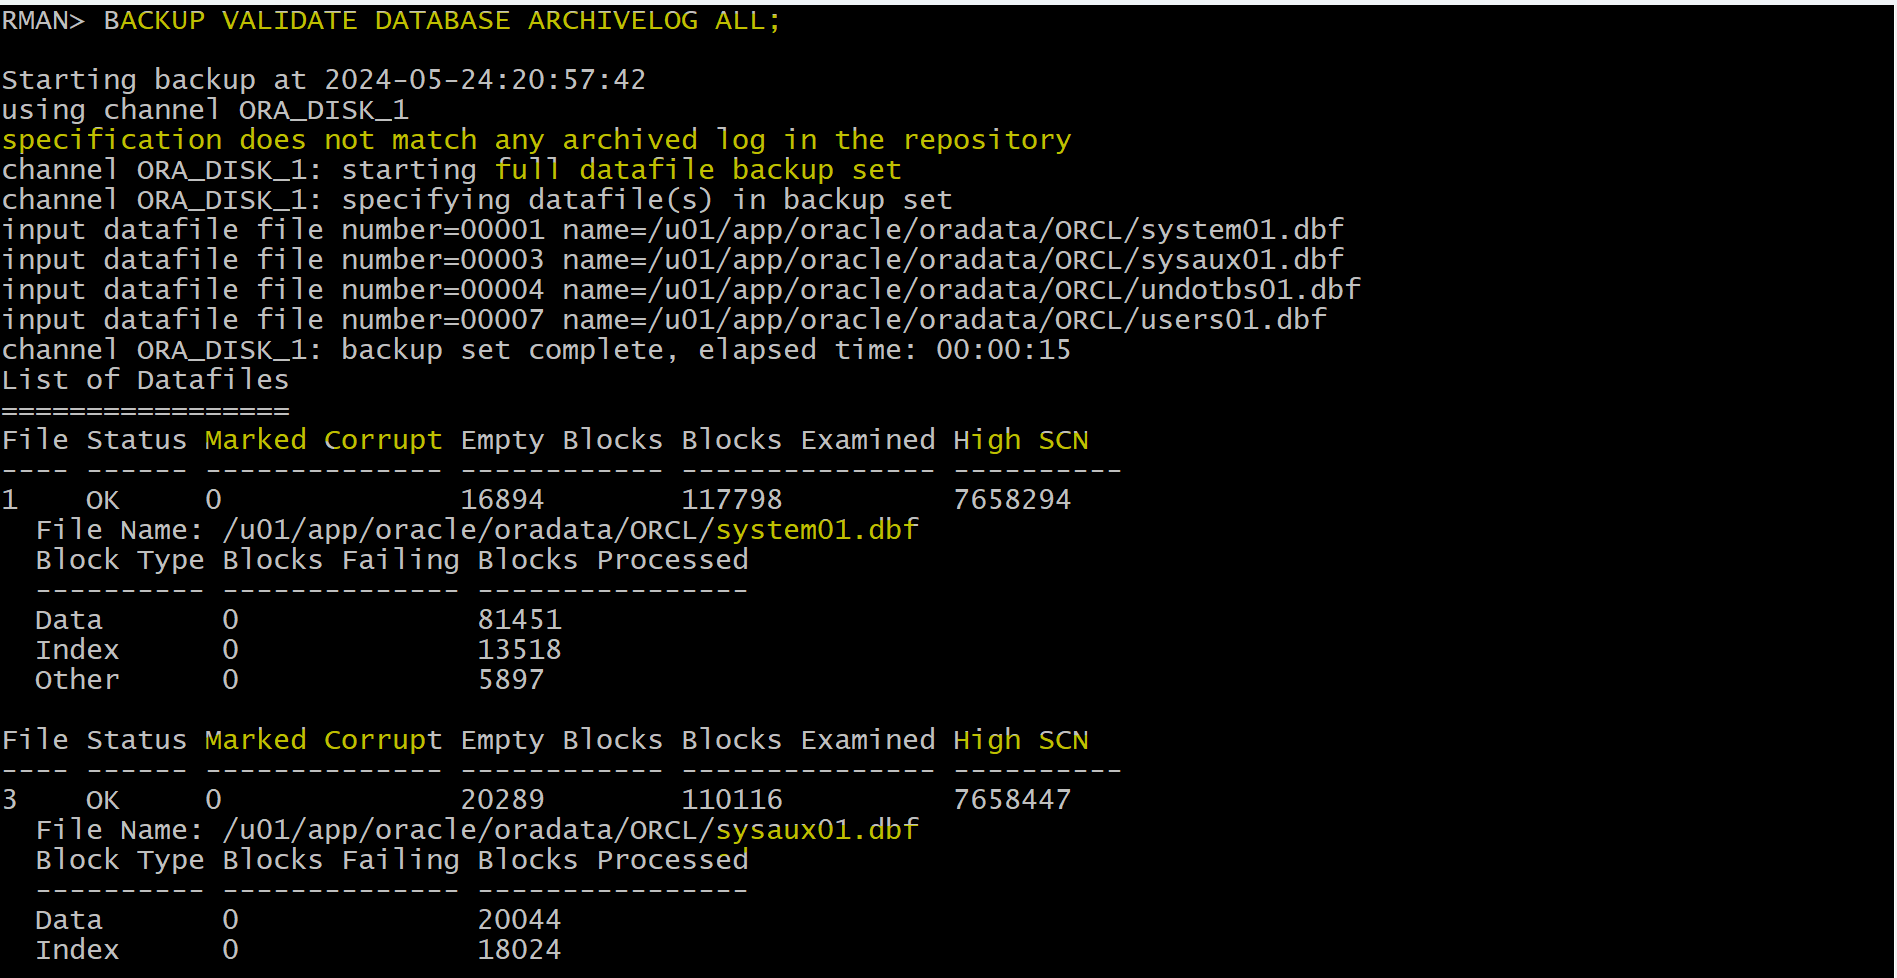 RMAN> BACKUP VALIDATE DATABASE ARCHIVELOG ALL;
Starting backup at 2024-05-24:20:57:42
using channel ORA_DISK_1
specification does not match any archived log in the repository
channel ORA_DISK_1: starting full datafile backup set
channel ORA_DISK_1: specifying datafile(s) in backup set
input datafile file number=00001 name=/u01/app/oracle/oradata/ORCL/system01.dbf
input datafile file number=00003 name=/u01/app/oracle/oradata/ORCL/sysaux01.dbf
input datafile file number=00004 name=/u01/app/oracle/oradata/ORCL/undotbs01.dbf
input datafile file number=00007 name=/u01/app/oracle/oradata/ORCL/users01.dbf
channel ORA_DISK_1: backup set complete, elapsed time: 00:00:15
List of Datafiles
=================
File Status Marked Corrupt Empty Blocks Blocks Examined High SCN
---- ------ -------------- ------------ --------------- ----------
1    OK     0              16894        117798          7658294
  File Name: /u01/app/oracle/oradata/ORCL/system01.dbf
  Block Type Blocks Failing Blocks Processed
  ---------- -------------- ----------------
  Data       0              81451
  Index      0              13518
  Other      0              5897
File Status Marked Corrupt Empty Blocks Blocks Examined High SCN
---- ------ -------------- ------------ --------------- ----------
3    OK     0              20289        110116          7658447
  File Name: /u01/app/oracle/oradata/ORCL/sysaux01.dbf
  Block Type Blocks Failing Blocks Processed
  ---------- -------------- ----------------
  Data       0              20044
  Index      0              18024